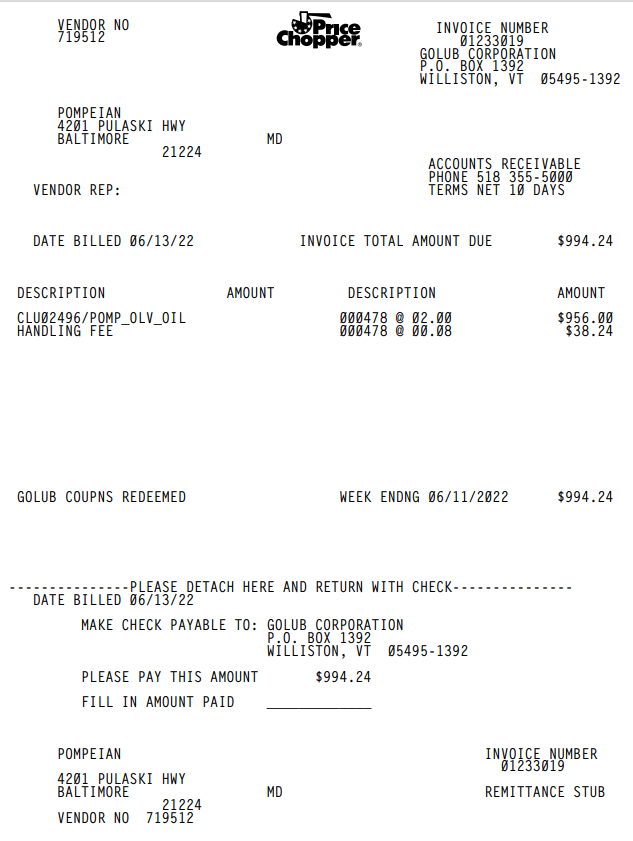 VENDOR NO
719512
Price
Chopper®
INVOICE NUMBER
01233019
GOLUB CORPORATION
P.O. BOX 1392
WILLISTON, VT 05495-1392
POMPEIAN
4201 PULASKI HWY
BALTIMORE MD
21224
ACCOUNTS RECEIVABLE
PHONE 518 355-5000
VENDOR REP: TERMS NET 10 DAYS
DATE BILLED 06/13/22 INVOICE TOTAL AMOUNT DUE $994.24
DESCRIPTION AMOUNT DESCRIPTION AMOUNT
CLU02496/POMP_OLV_OIL 000478 @ 02.00 $956.00
HANDLING FEE 000478 @ 00.08 $38.24
GOLUB COUPNS REDEEMED WEEK ENDNG 06/11/2022 $994.24
---------------PLEASE DETACH HERE AND RETURN WITH CHECK---------------
DATE BILLED 06/13/22
MAKE CHECK PAYABLE TO: GOLUB CORPORATION
P.O. BOX 1392
WILLISTON, VT 05495-1392
PLEASE PAY THIS AMOUNT $994.24
FILL IN AMOUNT PAID _____________
POMPEIAN INVOICE NUMBER
01233019
4201 PULASKI HWY
BALTIMORE MD REMITTANCE STUB
21224
VENDOR NO 719512